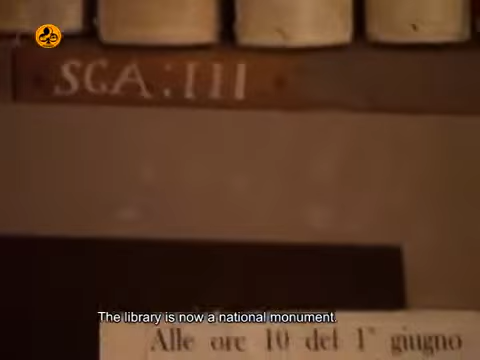 SCA:III
The library is now a national monument.
Alle ore 10 del 1° giugno